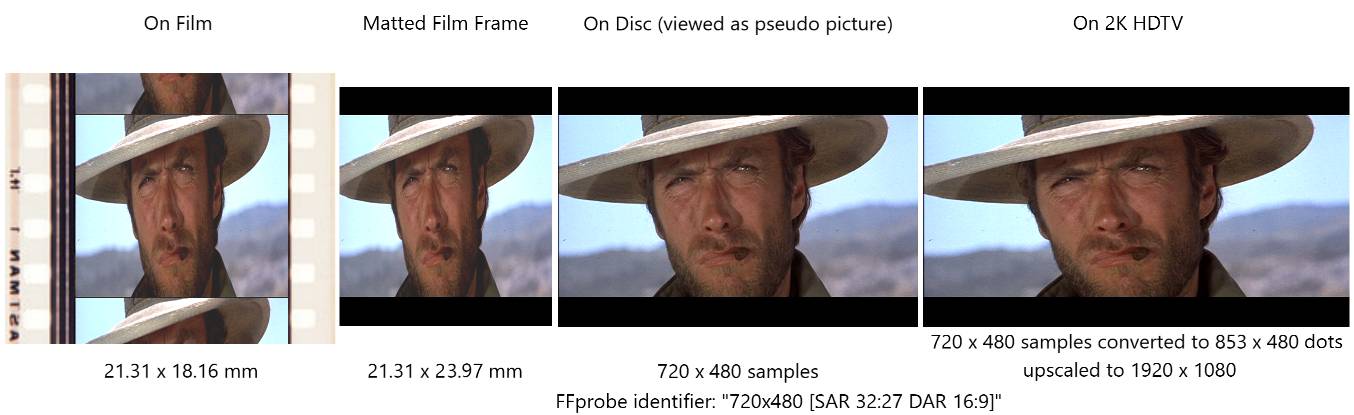 On Film
Matted Film Frame
On Disc (viewed as pseudo picture)
On 2K HDTV
21.31 x 18.16 mm
21.31 x 23.97 mm
720 x 480 samples
720 x 480 samples converted to 853 x 480 dots
upscaled to 1920 x 1080
FFprobe identifier: "720x480 [SAR 32:27 DAR 16:9]"